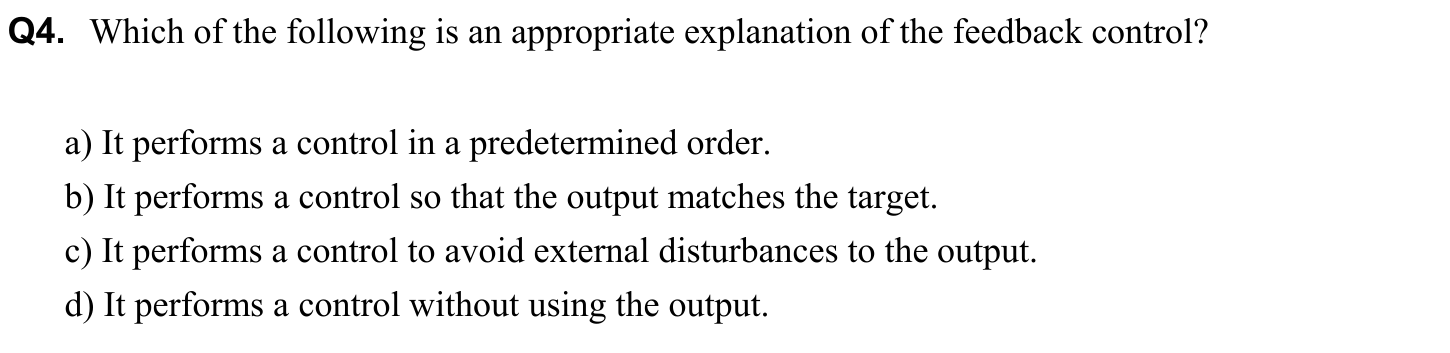 Q4. Which of the following is an appropriate explanation of the feedback control?
a) It performs a control in a predetermined order.
b) It performs a control so that the output matches the target.
c) It performs a control to avoid external disturbances to the output.
d) It performs a control without using the output.